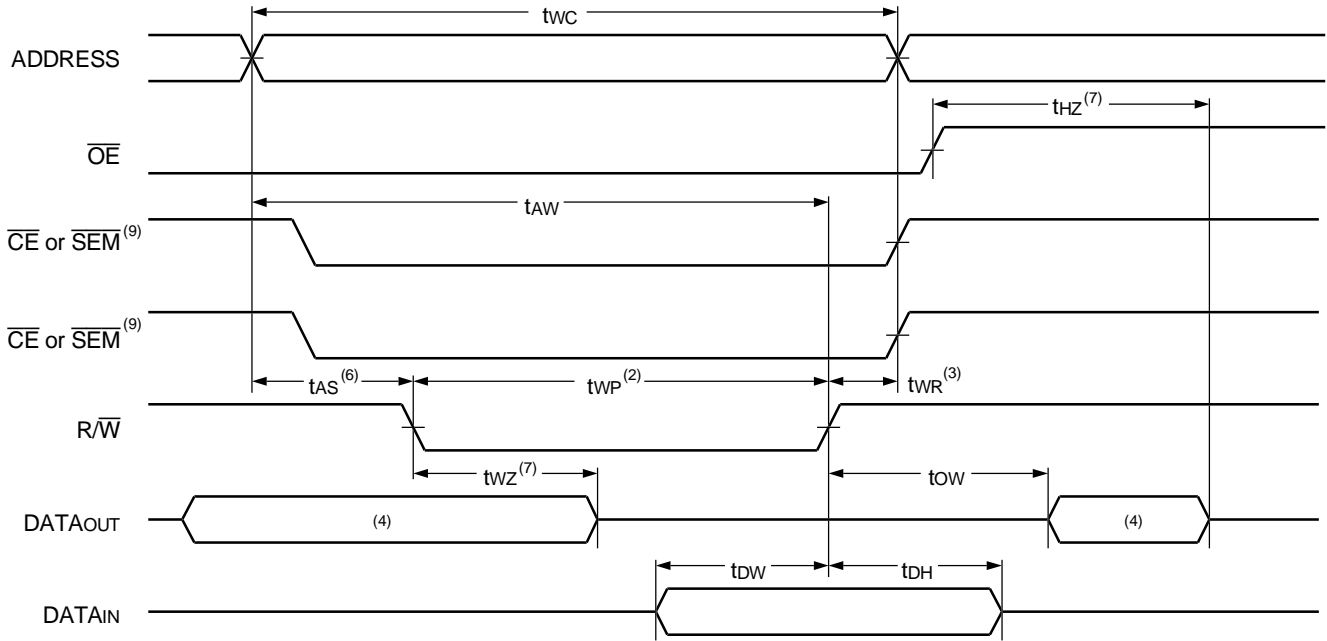 tWC
ADDRESS
tHZ(7)
OE
tAW
CE or SEM(9)
CE or SEM(9)
tAS(6) tWP(2) tWR(3)
R/W
tWZ(7) tOW
DATAOUT (4) (4)
tDW tDH
DATAIN